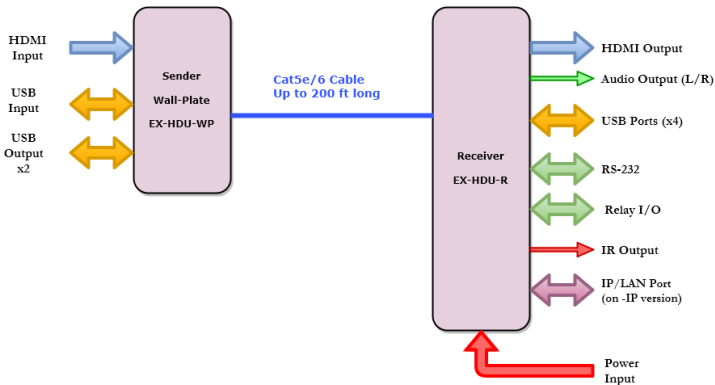 HDMI
Input
USB
Input
USB
Output
x2
Sender
Wall-Plate
EX-HDU-WP
Cat5e/6 Cable
Up to 200 ft long
Receiver
EX-HDU-R
HDMI Output
Audio Output (L/R)
USB Ports (x4)
RS-232
Relay I/O
IR Output
IP/LAN Port
(on -IP version)
Power
Input